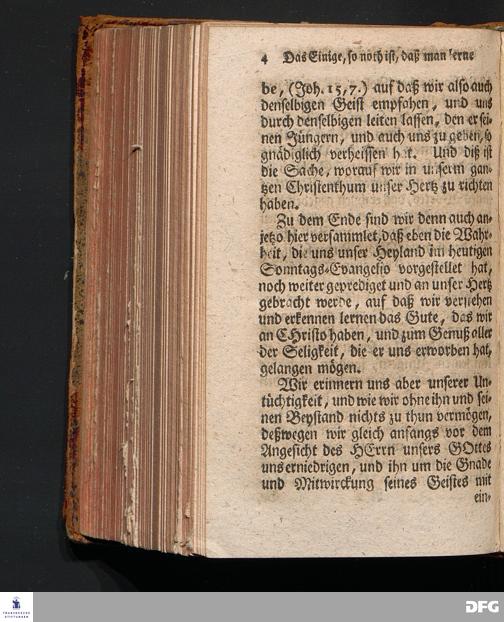 4 Das Einige, so noth ist, daß man lerne
be, (Joh. 15, 7.) auf daß wir also auch
denselbigen Geist empfahen, und uns
durch denselbigen leiten lassen, den er sei-
nen Jüngern, und auch uns zu geben, so
gnädiglich verheissen hat. Und diß ist
die Sache, worauf wir in unserm gan-
tzen Christenthum unser Hertz zu richten
haben.
Zu dem Ende sind wir denn auch an-
jetzo hier versammlet, daß eben die Wahr-
heit, die uns unser Heyland im heutigen
Sonntags-Evangelio vorgestellet hat,
noch weiter geprediget und an unser Hertz
gebracht werde, auf daß wir verstehen
und erkennen lernen das Gute, das wir
an CHristo haben, und zum Genuß aller
der Seligkeit, die er uns erworben hat,
gelangen mögen.
Wir erinnern uns aber unserer Un-
tüchtigkeit, und wie wir ohne ihn und sei-
nen Beystand nichts zu thun vermögen,
deßwegen wir gleich anfangs vor dem
Angesicht des HErrn unsers GOttes
uns erniedrigen, und ihn um die Gnade
und Mitwirckung seines Geistes mit
ein-
FRANCKESCHE
STIFTUNGEN
DFG